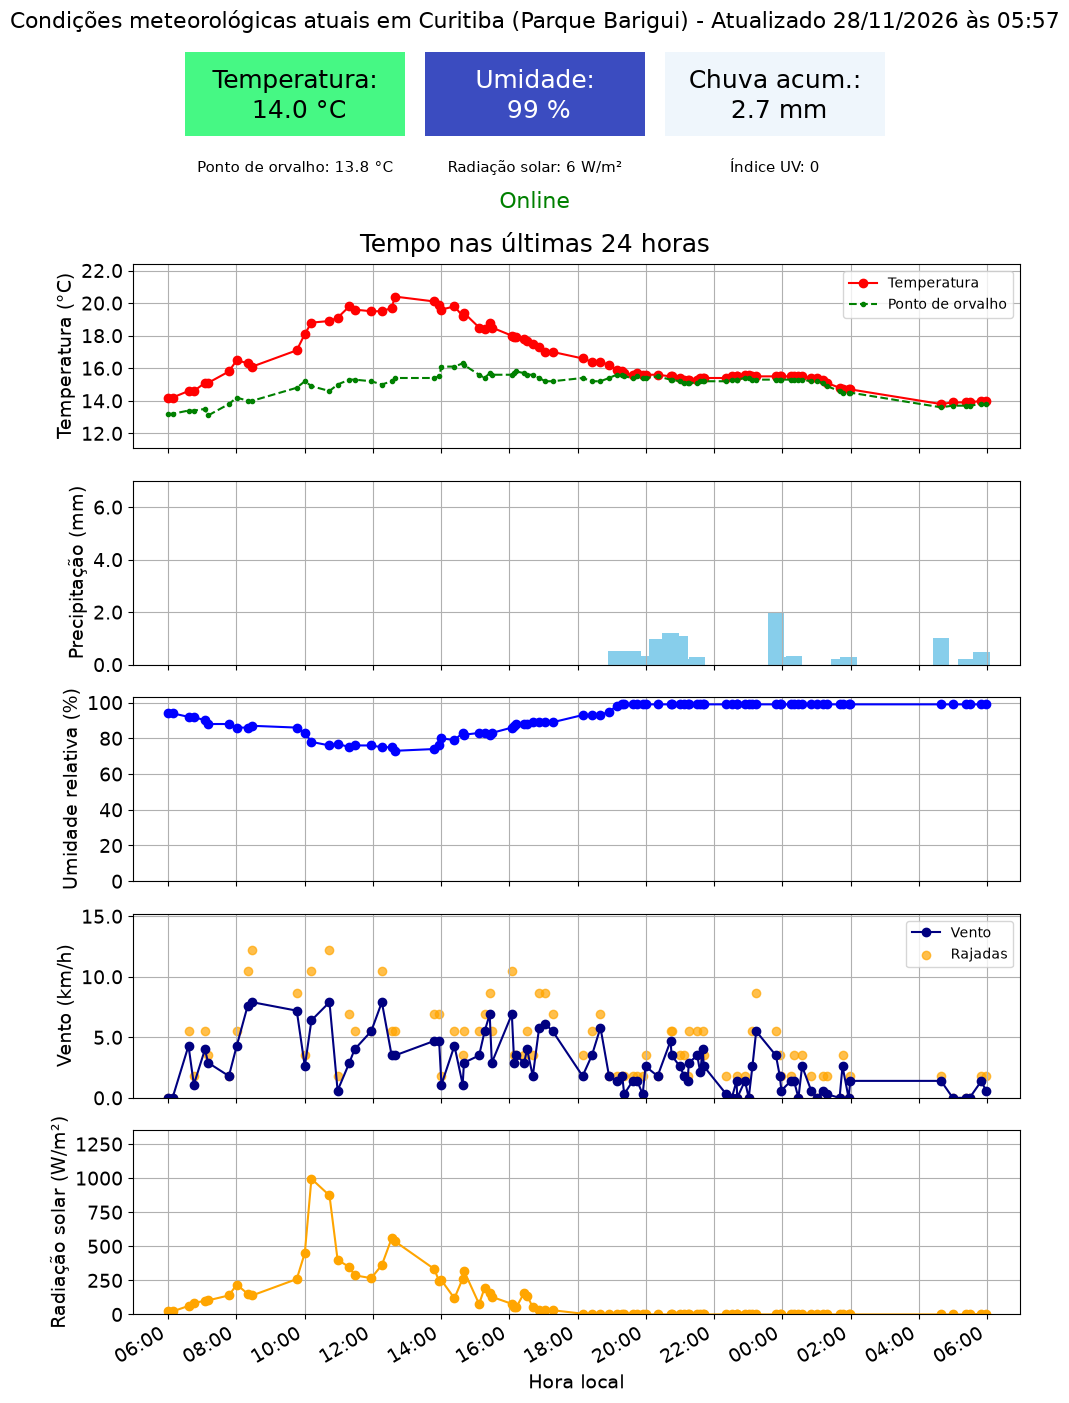 Condições meteorológicas atuais em Curitiba (Parque Barigui) - Atualizado 28/11/2026 às 05:57
Temperatura:
14.0 °C
Umidade:
99 %
Chuva acum.:
2.7 mm
Ponto de orvalho: 13.8 °C
Radiação solar: 6 W/m²
Índice UV: 0
Online
Tempo nas últimas 24 horas
Temperatura (°C)
22.0
20.0
18.0
16.0
14.0
12.0
Temperatura
Ponto de orvalho
Precipitação (mm)
6.0
4.0
2.0
0.0
Umidade relativa (%)
100
80
60
40
20
0
Vento (km/h)
15.0
10.0
5.0
0.0
Vento
Rajadas
Radiação solar (W/m²)
1250
1000
750
500
250
0
06:00
08:00
10:00
12:00
14:00
16:00
18:00
20:00
22:00
00:00
02:00
04:00
06:00
Hora local